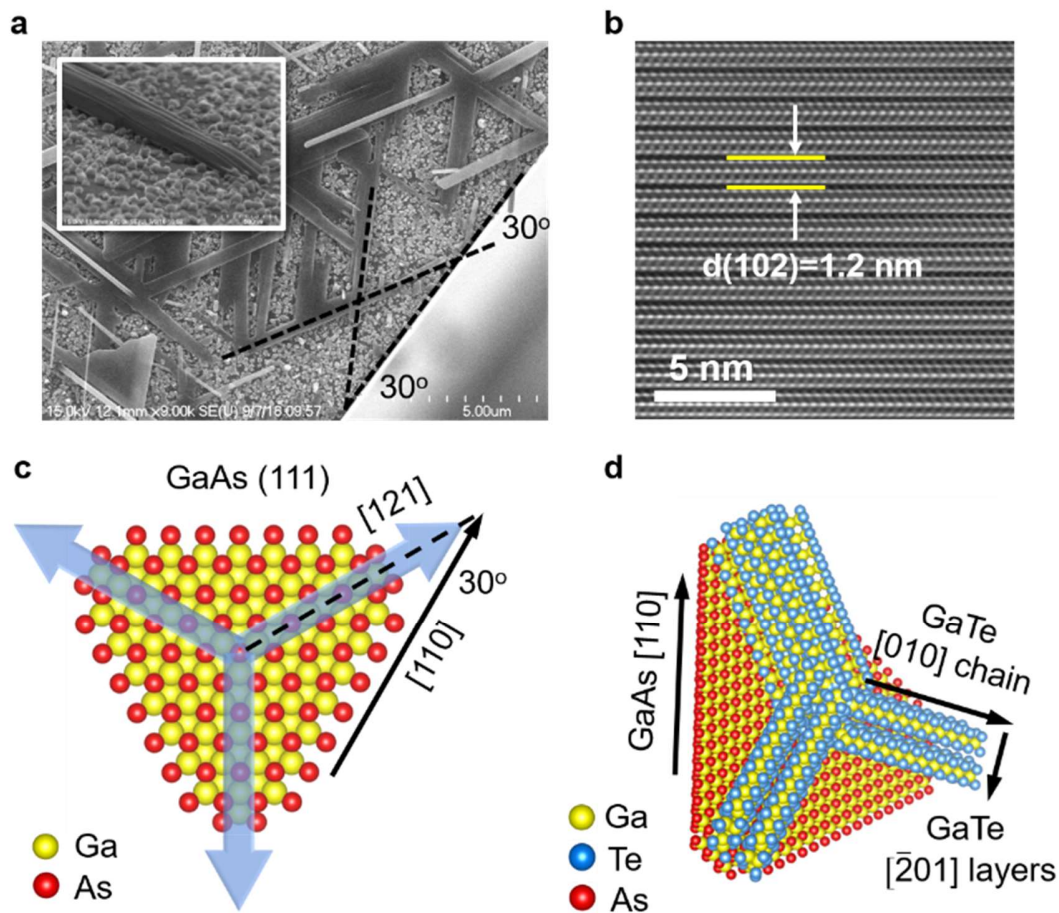 a
30°
30°
15.0kV 12.1mm x9.00k SE(U) 9/7/16 09:57
5.00um
b
d(102)=1.2 nm
5 nm
c
GaAs (111)
[121]
30°
[110]
Ga
As
d
GaAs [110]
GaTe
[010] chain
GaTe
[2̄01] layers
Ga
Te
As